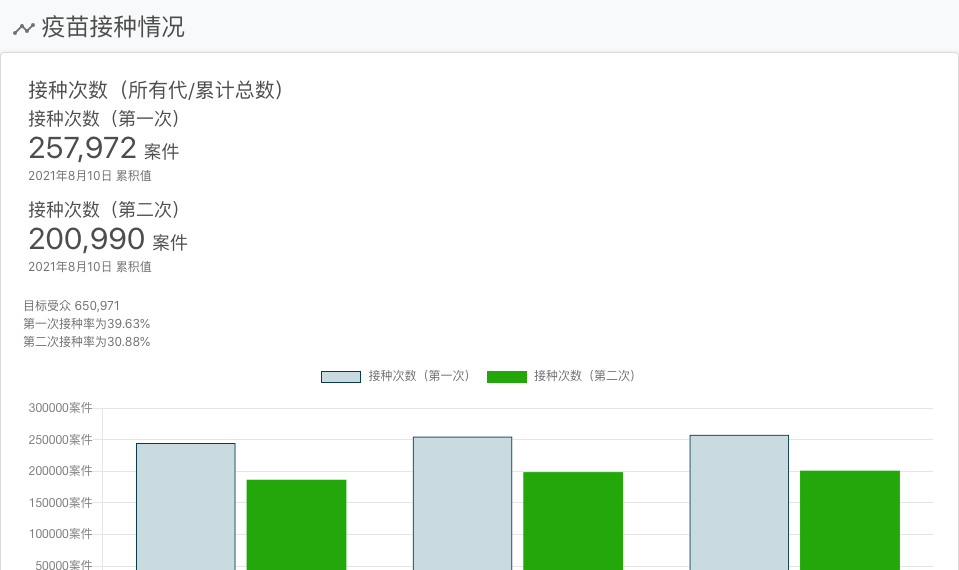 疫苗接种情况
接种次数（所有代/累计总数）
接种次数（第一次）
257,972 案件
2021年8月10日 累积值
接种次数（第二次）
200,990 案件
2021年8月10日 累积值
目标受众 650,971
第一次接种率为39.63%
第二次接种率为30.88%
接种次数（第一次） 接种次数（第二次）
300000案件
250000案件
200000案件
150000案件
100000案件
50000案件